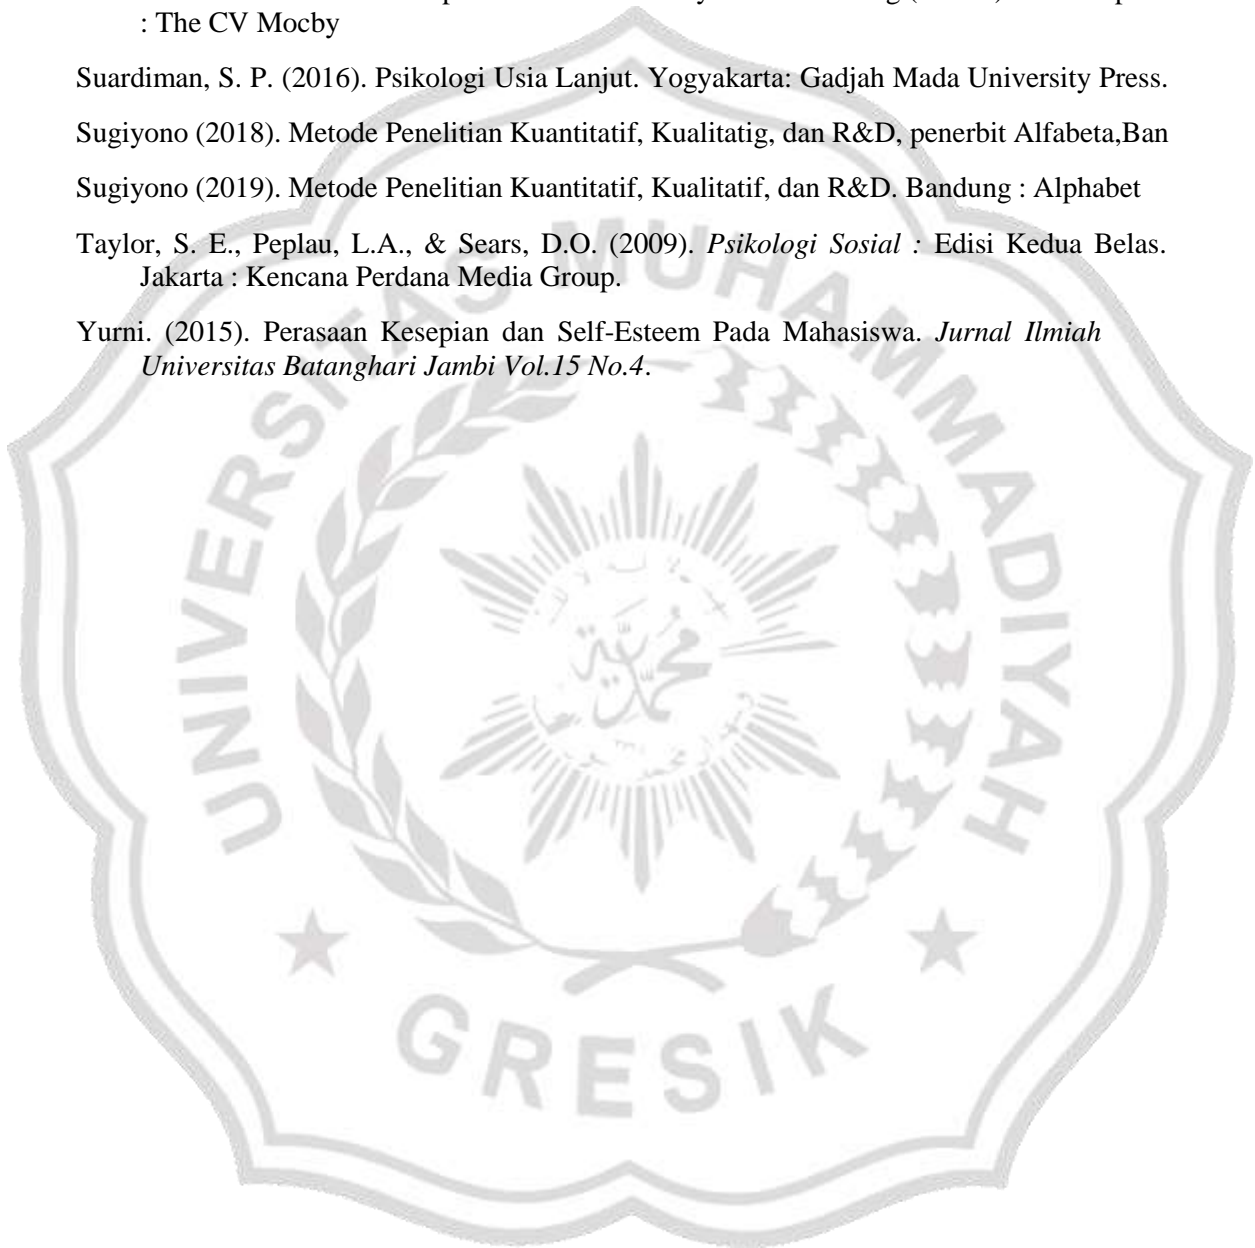 : The CV Mocby
Suardiman, S. P. (2016). Psikologi Usia Lanjut. Yogyakarta: Gadjah Mada University Press.
Sugiyono (2018). Metode Penelitian Kuantitatif, Kualitatig, dan R&D, penerbit Alfabeta,Ban
Sugiyono (2019). Metode Penelitian Kuantitatif, Kualitatif, dan R&D. Bandung : Alphabet
Taylor, S. E., Peplau, L.A., & Sears, D.O. (2009). Psikologi Sosial : Edisi Kedua Belas.
Jakarta : Kencana Perdana Media Group.
Yurni. (2015). Perasaan Kesepian dan Self-Esteem Pada Mahasiswa. Jurnal Ilmiah
Universitas Batanghari Jambi Vol.15 No.4.
UNIVERSITAS MUHAMMADIYAH
GRESIK